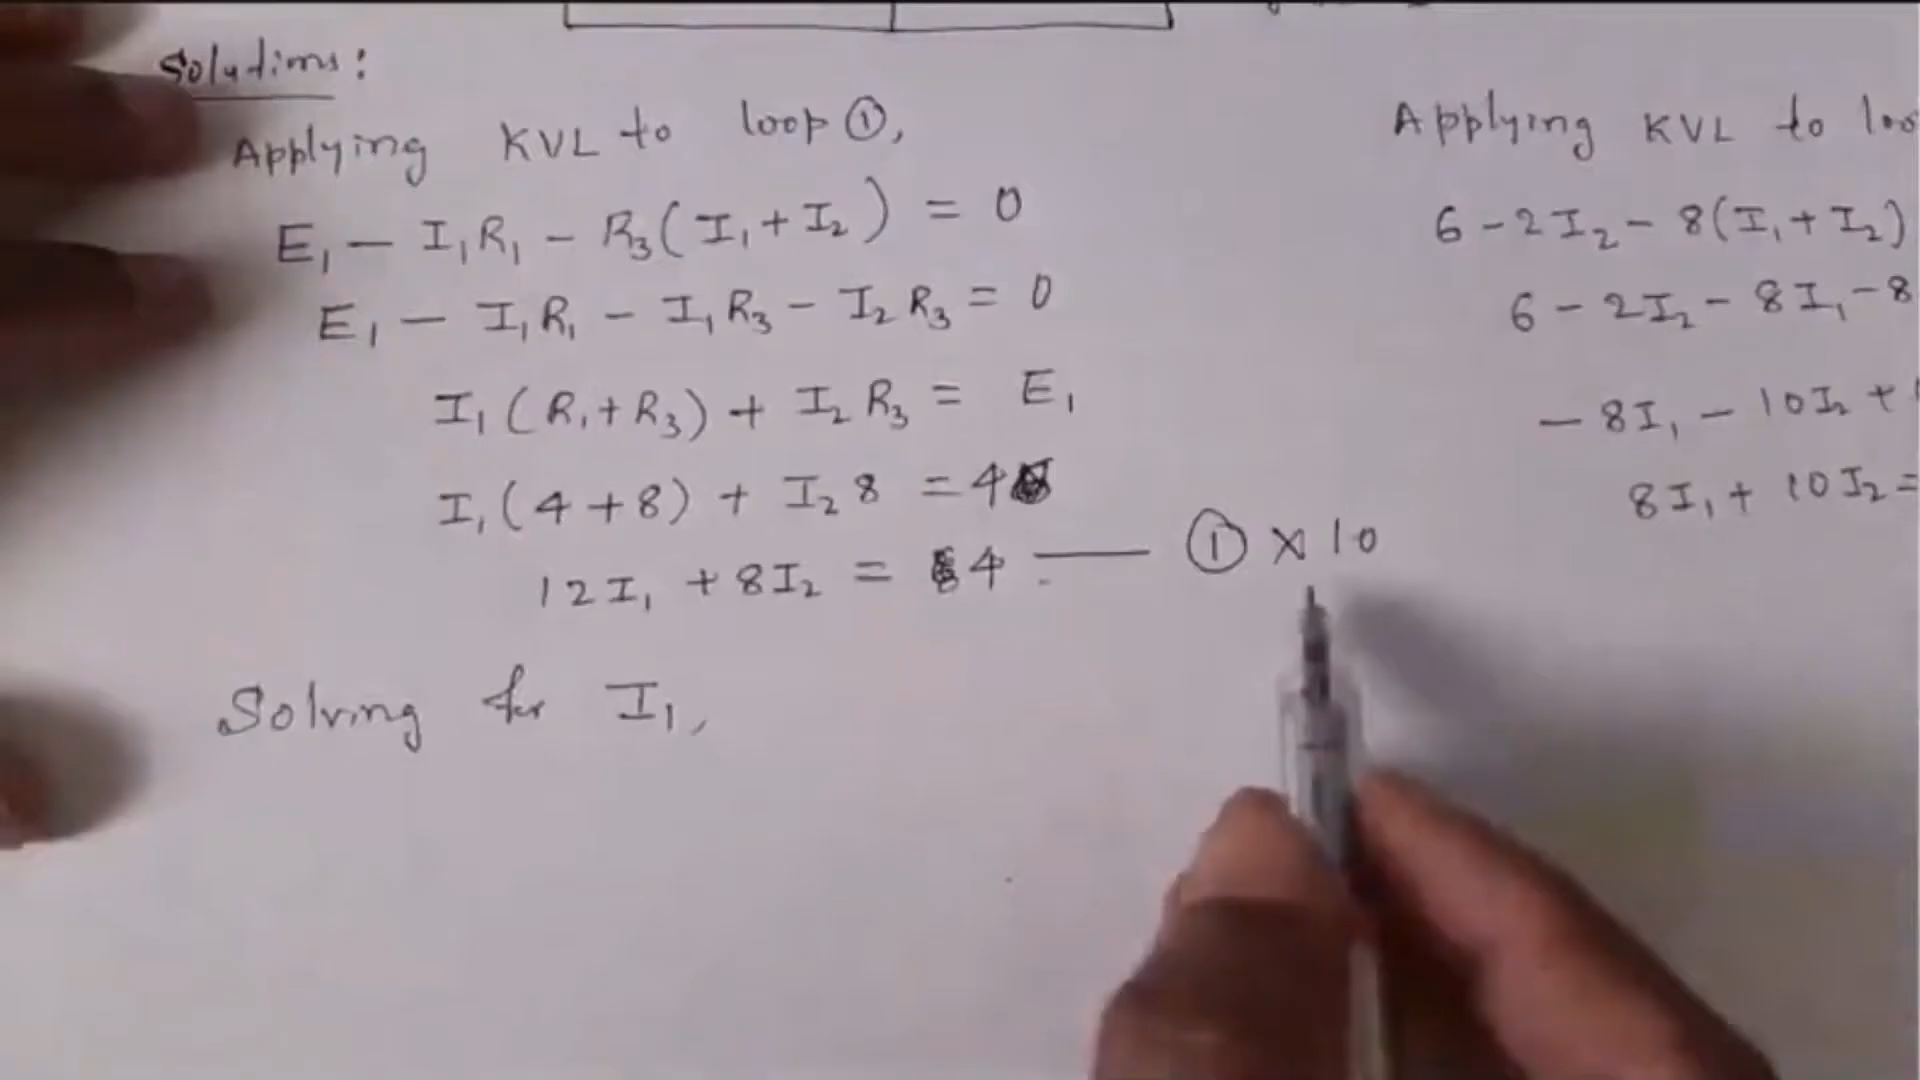 Solutions:
Applying KVL to loop ①,
E₁ — I₁R₁ - R₃(I₁+I₂) = 0
E₁ — I₁R₁ - I₁R₃ - I₂R₃ = 0
I₁(R₁+R₃) + I₂R₃ = E₁
I₁(4+8) + I₂8 = 4
12I₁ + 8I₂ = 4 —— ① × 10
Solving for I₁,
Applying KVL to loo
6 - 2I₂ - 8(I₁+I₂)
6 - 2I₂ - 8I₁ - 8
- 8I₁ - 10I₂ +
8I₁ + 10I₂ =